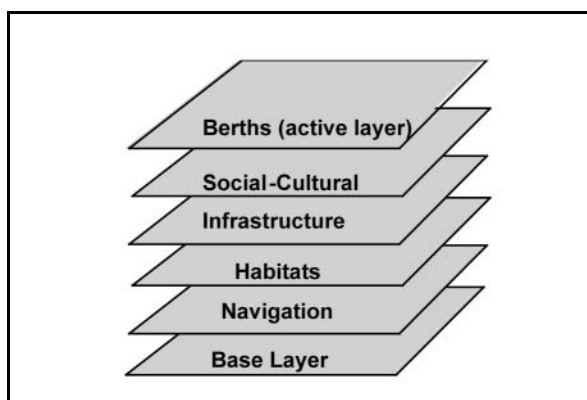 Berths (active layer)
Social-Cultural
Infrastructure
Habitats
Navigation
Base Layer